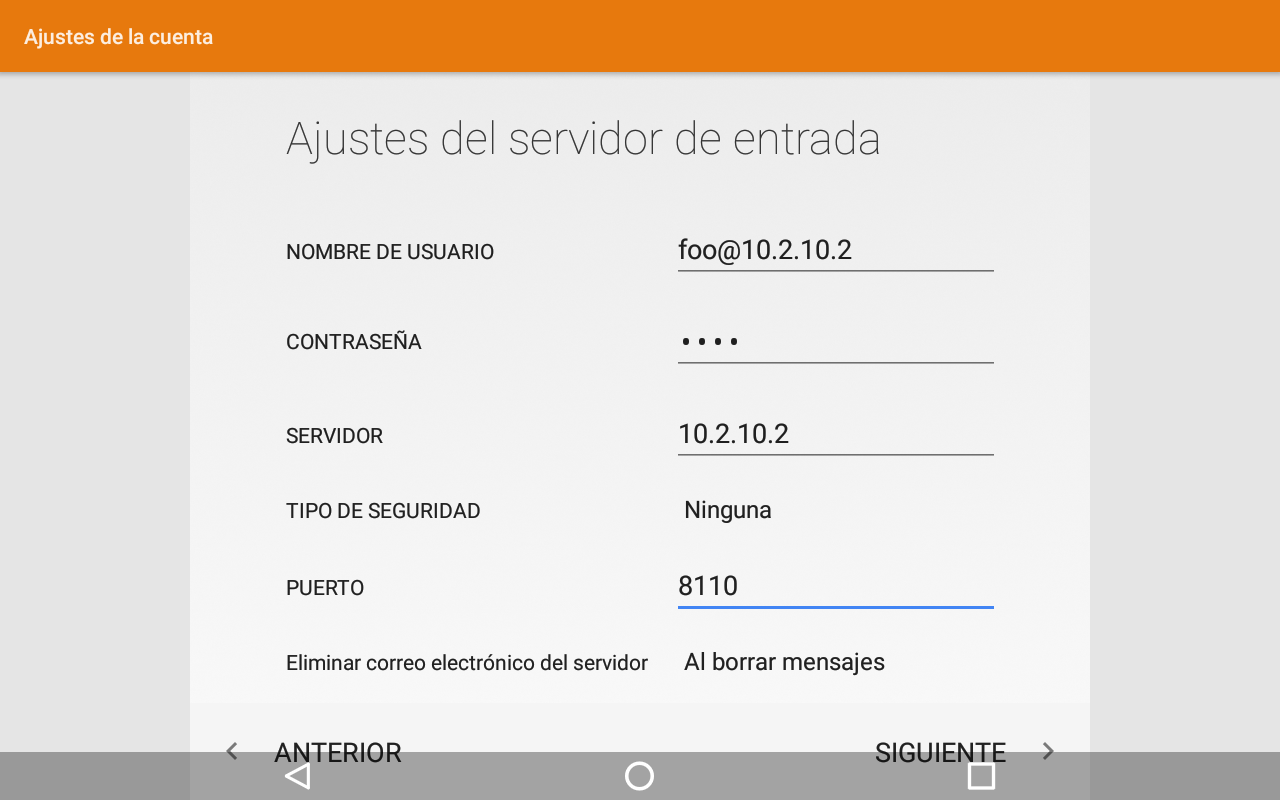 Ajustes de la cuenta
Ajustes del servidor de entrada
NOMBRE DE USUARIO foo@10.2.10.2
CONTRASEÑA ••••
SERVIDOR 10.2.10.2
TIPO DE SEGURIDAD Ninguna
PUERTO 8110
Eliminar correo electrónico del servidor Al borrar mensajes
ANTERIOR SIGUIENTE